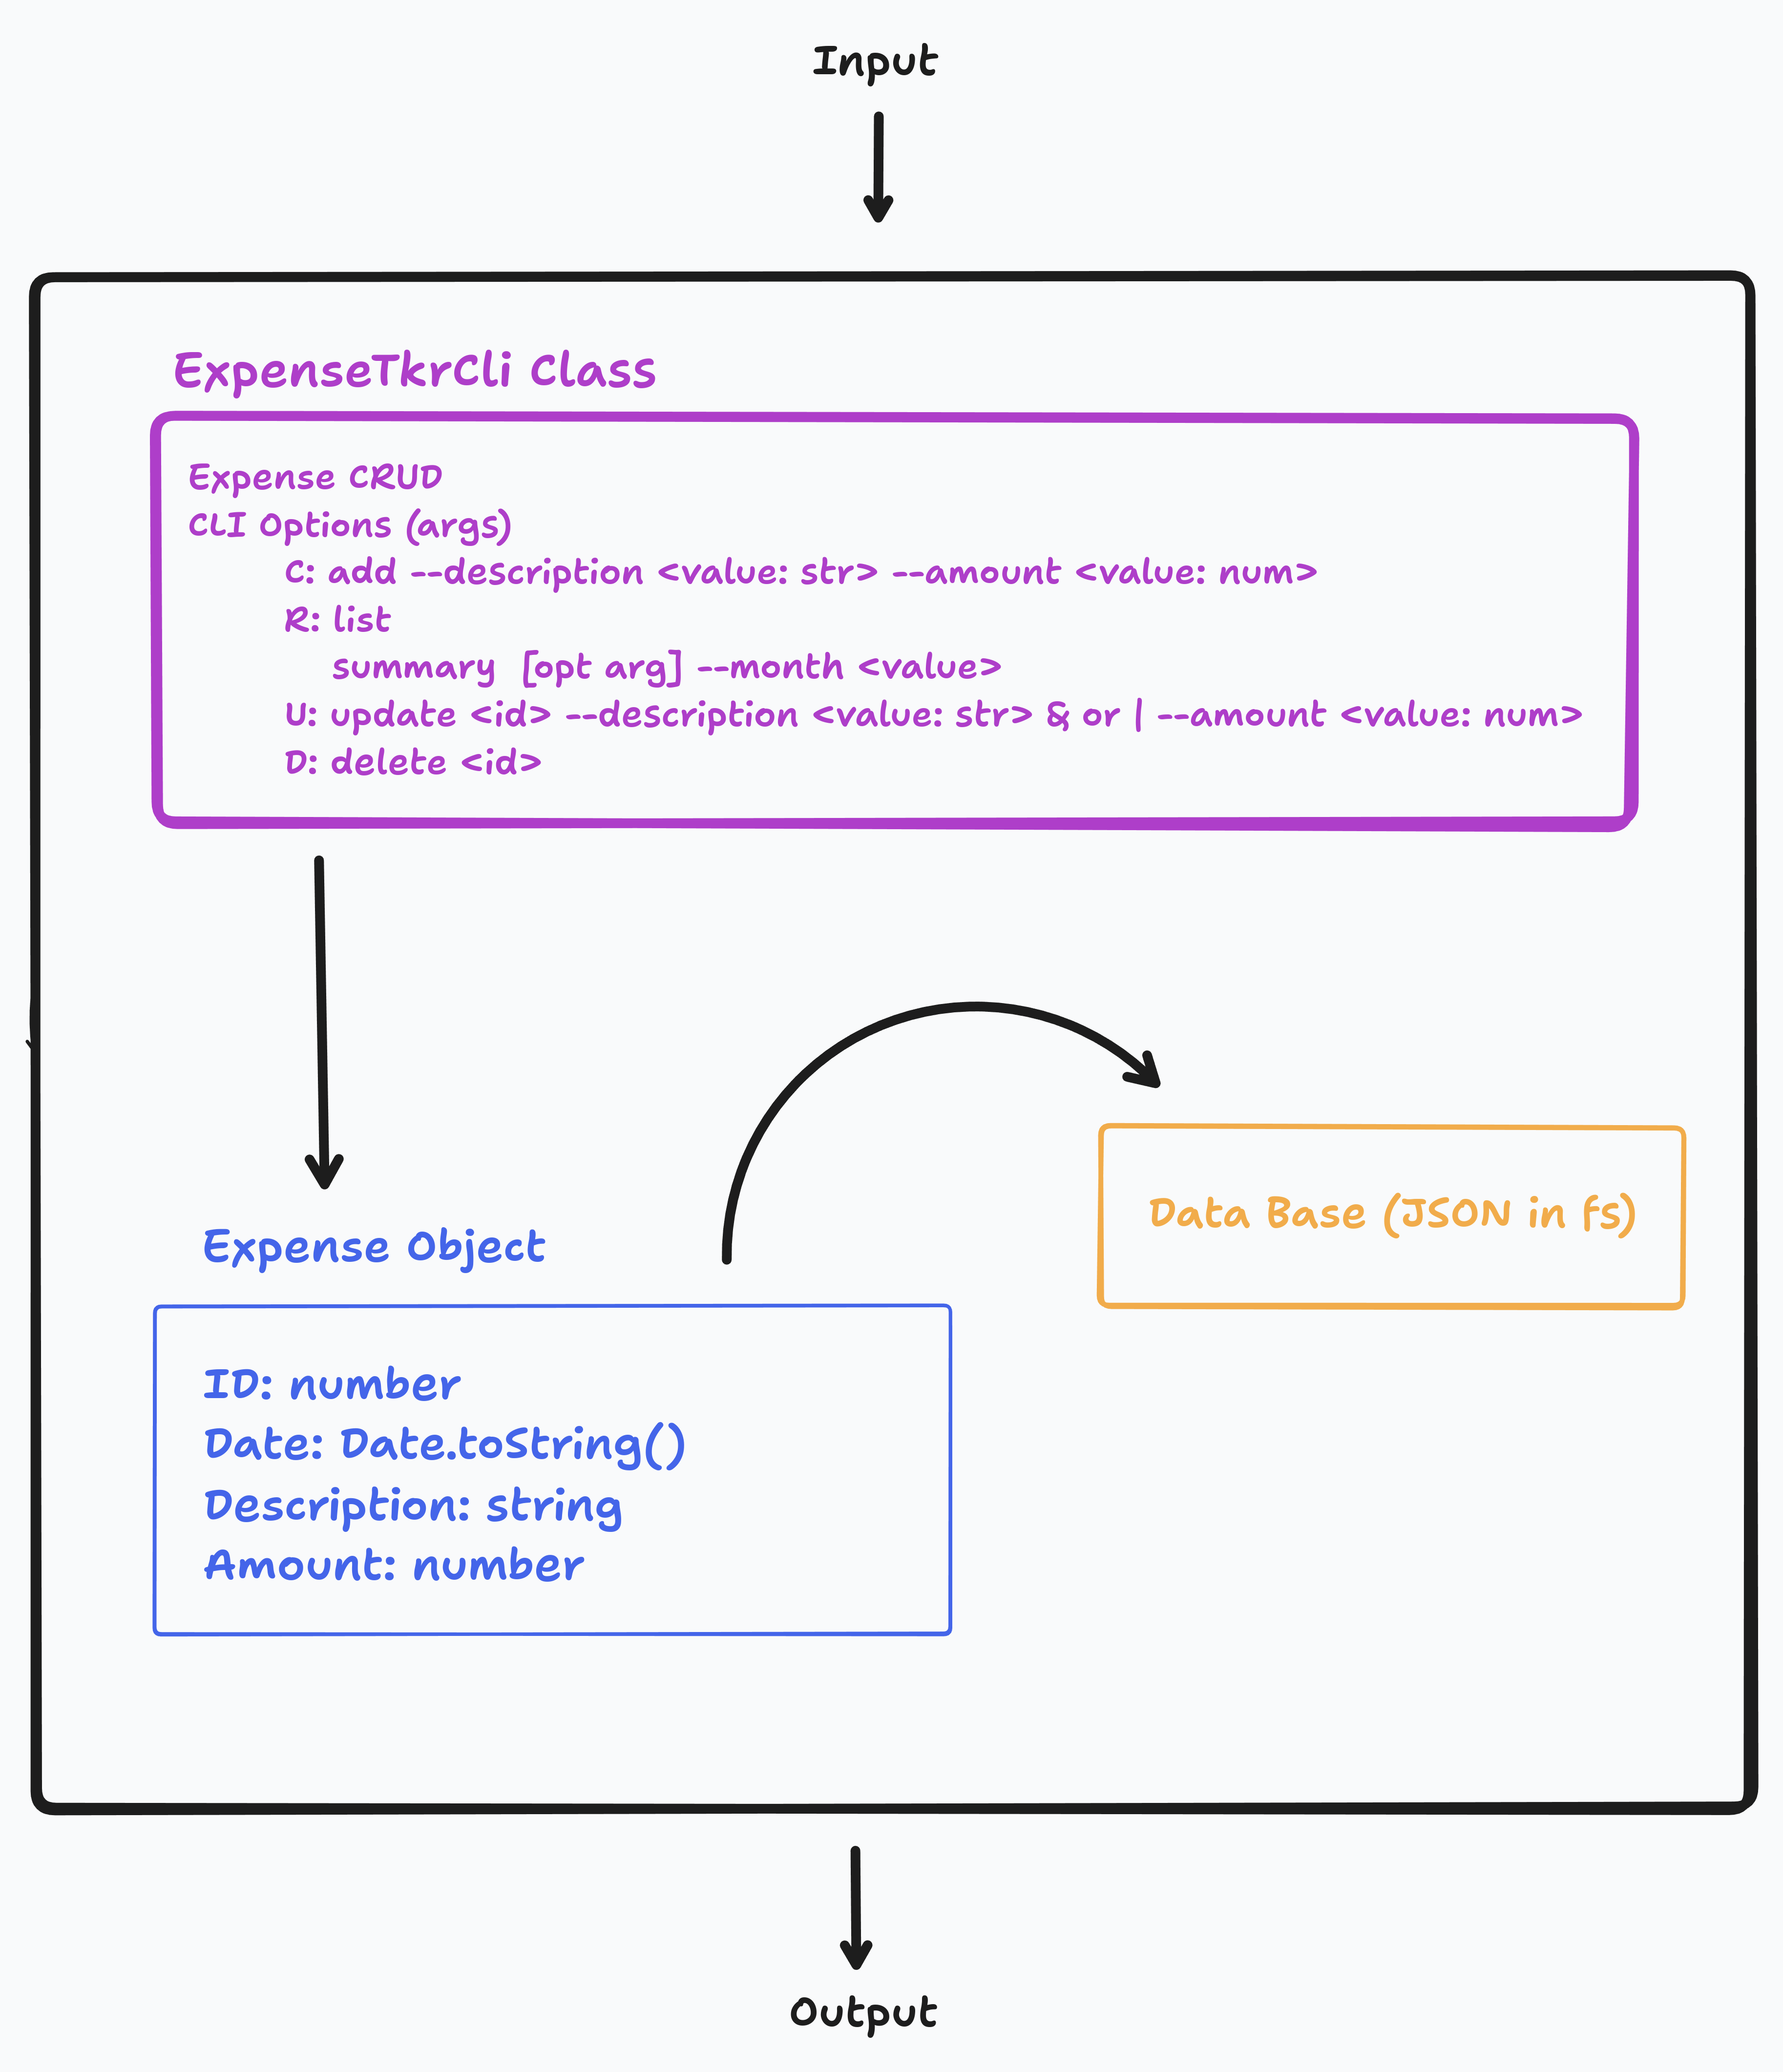 Input
ExpenseTkrCli Class
Expense CRUD
CLI Options (args)
C: add --description <value: str> --amount <value: num>
R: list
summary [opt arg] --month <value>
U: update <id> --description <value: str> & or | --amount <value: num>
D: delete <id>
Expense Object
Data Base (JSON in fs)
ID: number
Date: Date.toString()
Description: string
Amount: number
Output